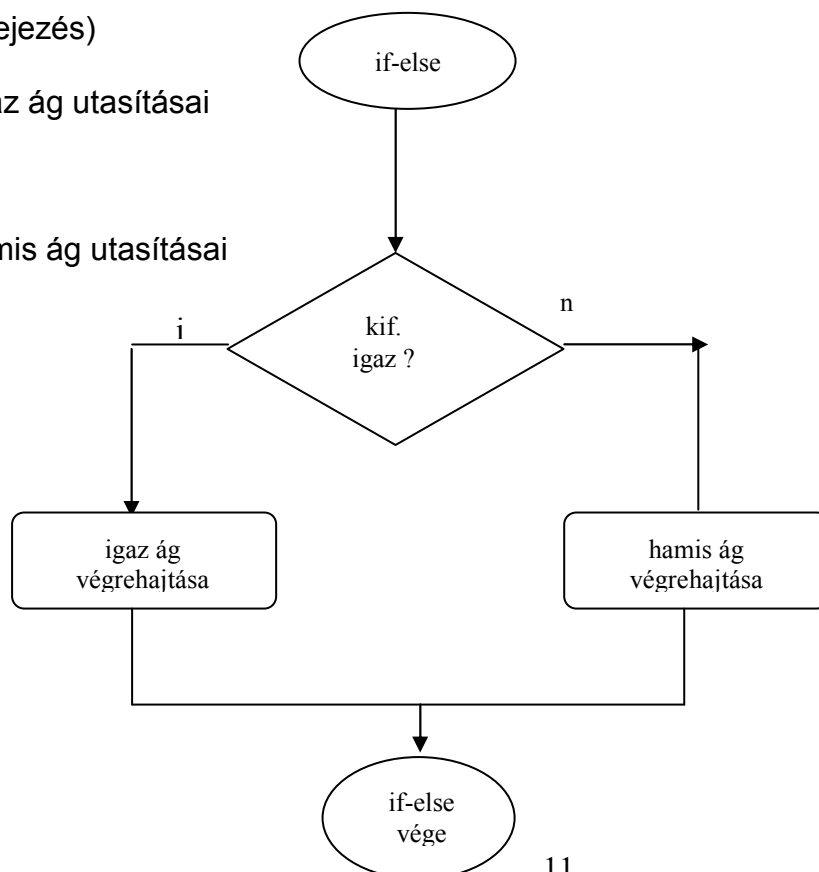 ejezés)
if-else
az ág utasításai
nis ág utasításai
n
i
kif.
igaz ?
igaz ág
végrehajtása
hamis ág
végrehajtása
if-else
vége
11